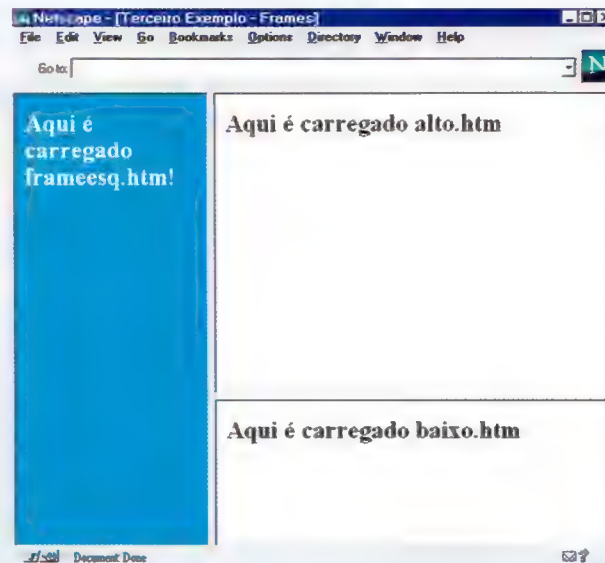 Netscape - [Terceiro Exemplo - Frames]
File Edit View Go Bookmarks Options Directory Window Help
Go to:
N
Aqui é
carregado
frameesq.htm!
Aqui é carregado alto.htm
Aqui é carregado baixo.htm
Document Done